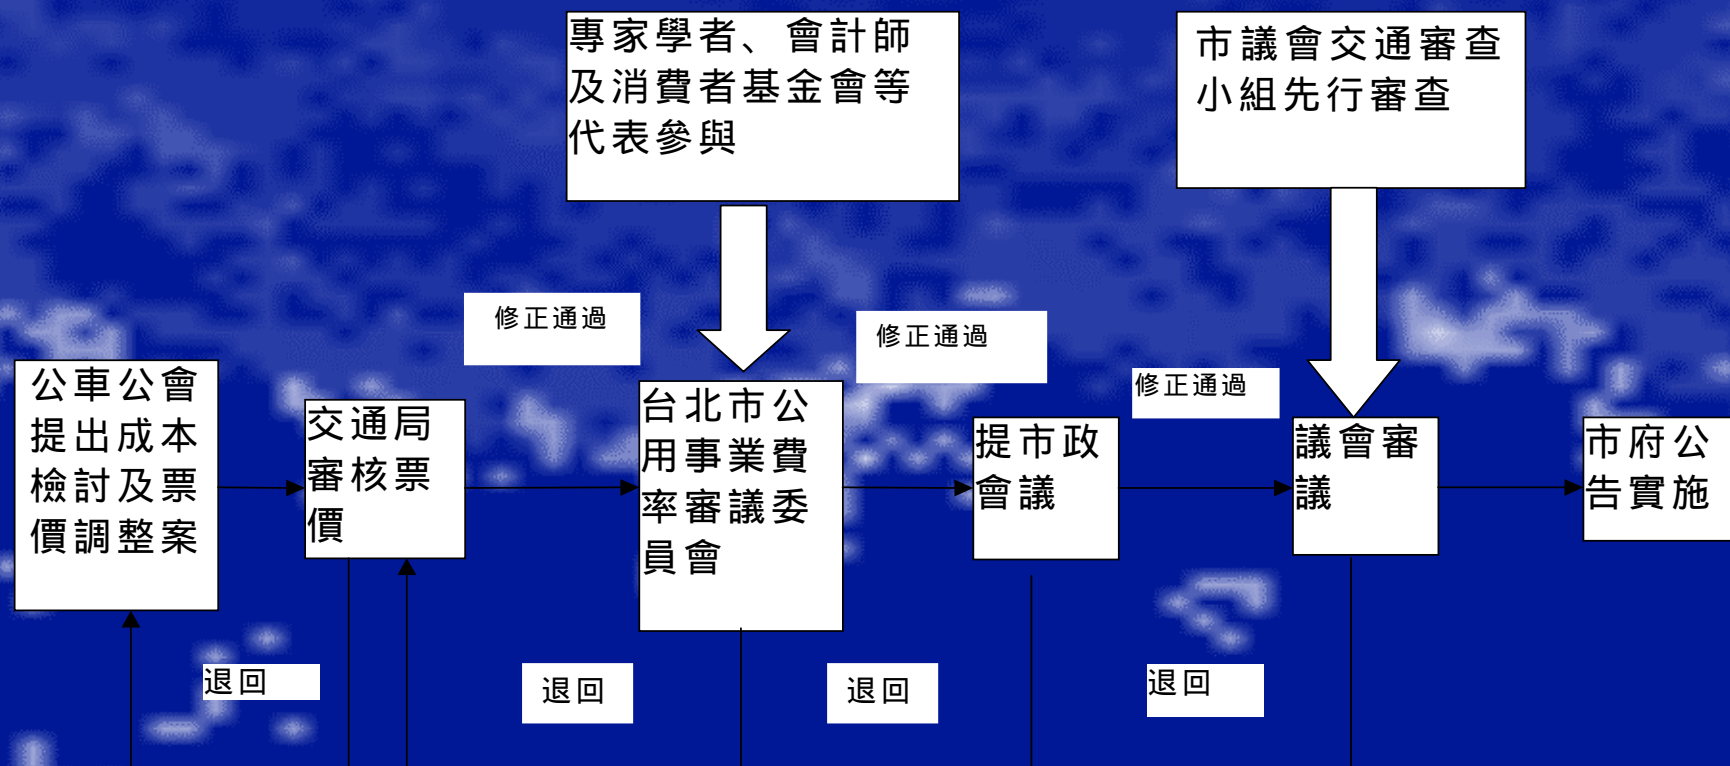 專家學者、會計師
及消費者基金會等
代表參與
市議會交通審查
小組先行審查
修正通過
修正通過
修正通過
公車公會
提出成本
檢討及票
價調整案
交通局
審核票
價
台北市公
用事業費
率審議委
員會
提市政
會議
議會審
議
市府公
告實施
退回
退回
退回
退回